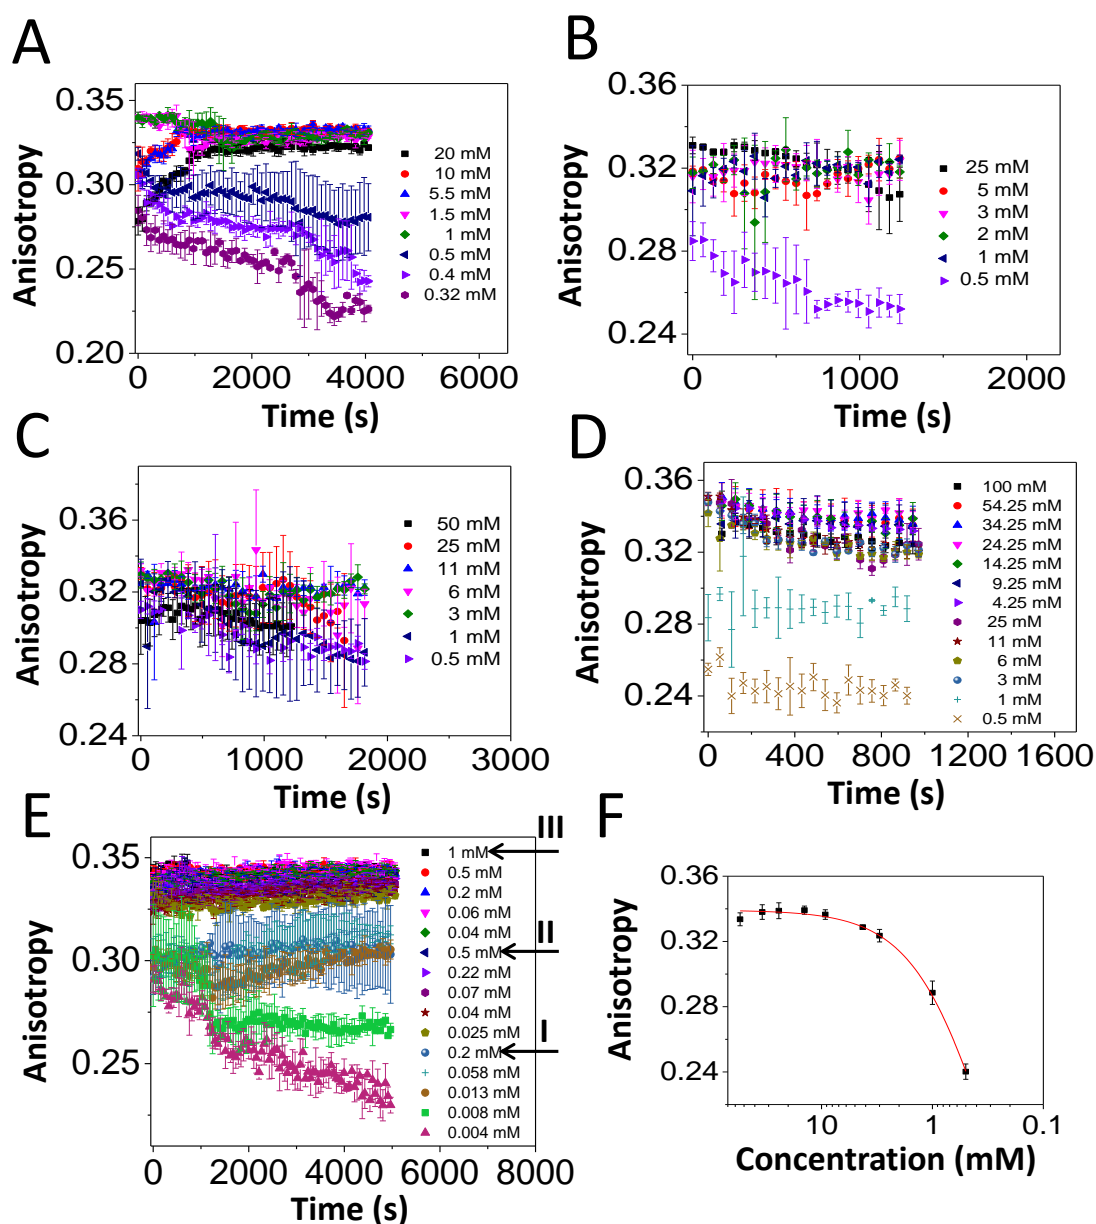 A
Anisotropy
0.35
0.30
0.25
0.20
0
2000
4000
6000
Time (s)
20 mM
10 mM
5.5 mM
1.5 mM
1 mM
0.5 mM
0.4 mM
0.32 mM
B
Anisotropy
0.36
0.32
0.28
0.24
0
1000
2000
Time (s)
25 mM
5 mM
3 mM
2 mM
1 mM
0.5 mM
C
Anisotropy
0.36
0.32
0.28
0.24
0
1000
2000
3000
Time (s)
50 mM
25 mM
11 mM
6 mM
3 mM
1 mM
0.5 mM
D
Anisotropy
0.36
0.32
0.28
0.24
0
400
800
1200
1600
Time (s)
100 mM
54.25 mM
34.25 mM
24.25 mM
14.25 mM
9.25 mM
4.25 mM
25 mM
11 mM
6 mM
3 mM
1 mM
0.5 mM
E
Anisotropy
0.35
0.30
0.25
0
2000
4000
6000
8000
Time (s)
1 mM
0.5 mM
0.2 mM
0.06 mM
0.04 mM
0.5 mM
0.22 mM
0.07 mM
0.04 mM
0.025 mM
0.2 mM
0.058 mM
0.013 mM
0.008 mM
0.004 mM
III
II
I
F
Anisotropy
0.36
0.32
0.28
0.24
10
1
0.1
Concentration (mM)